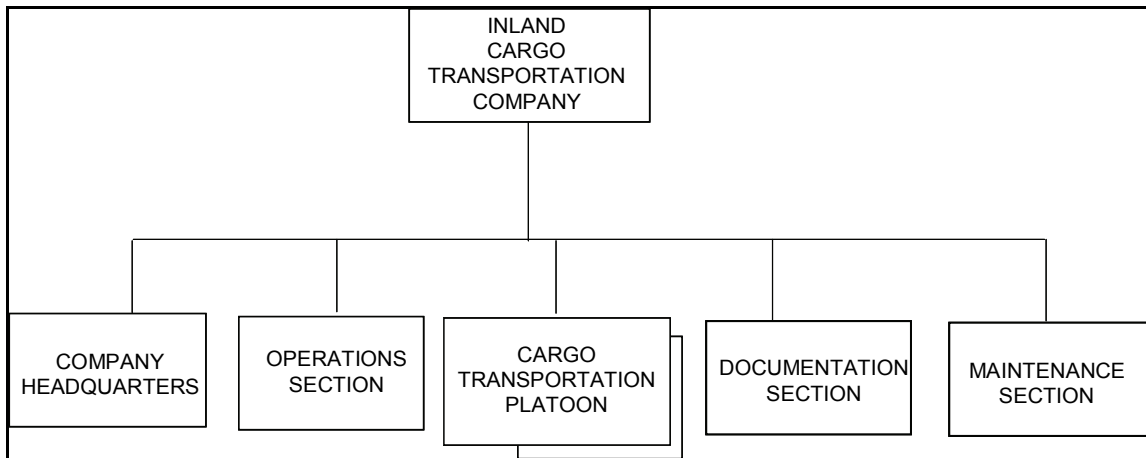 INLAND
CARGO
TRANSPORTATION
COMPANY
COMPANY
HEADQUARTERS
OPERATIONS
SECTION
CARGO
TRANSPORTATION
PLATOON
DOCUMENTATION
SECTION
MAINTENANCE
SECTION